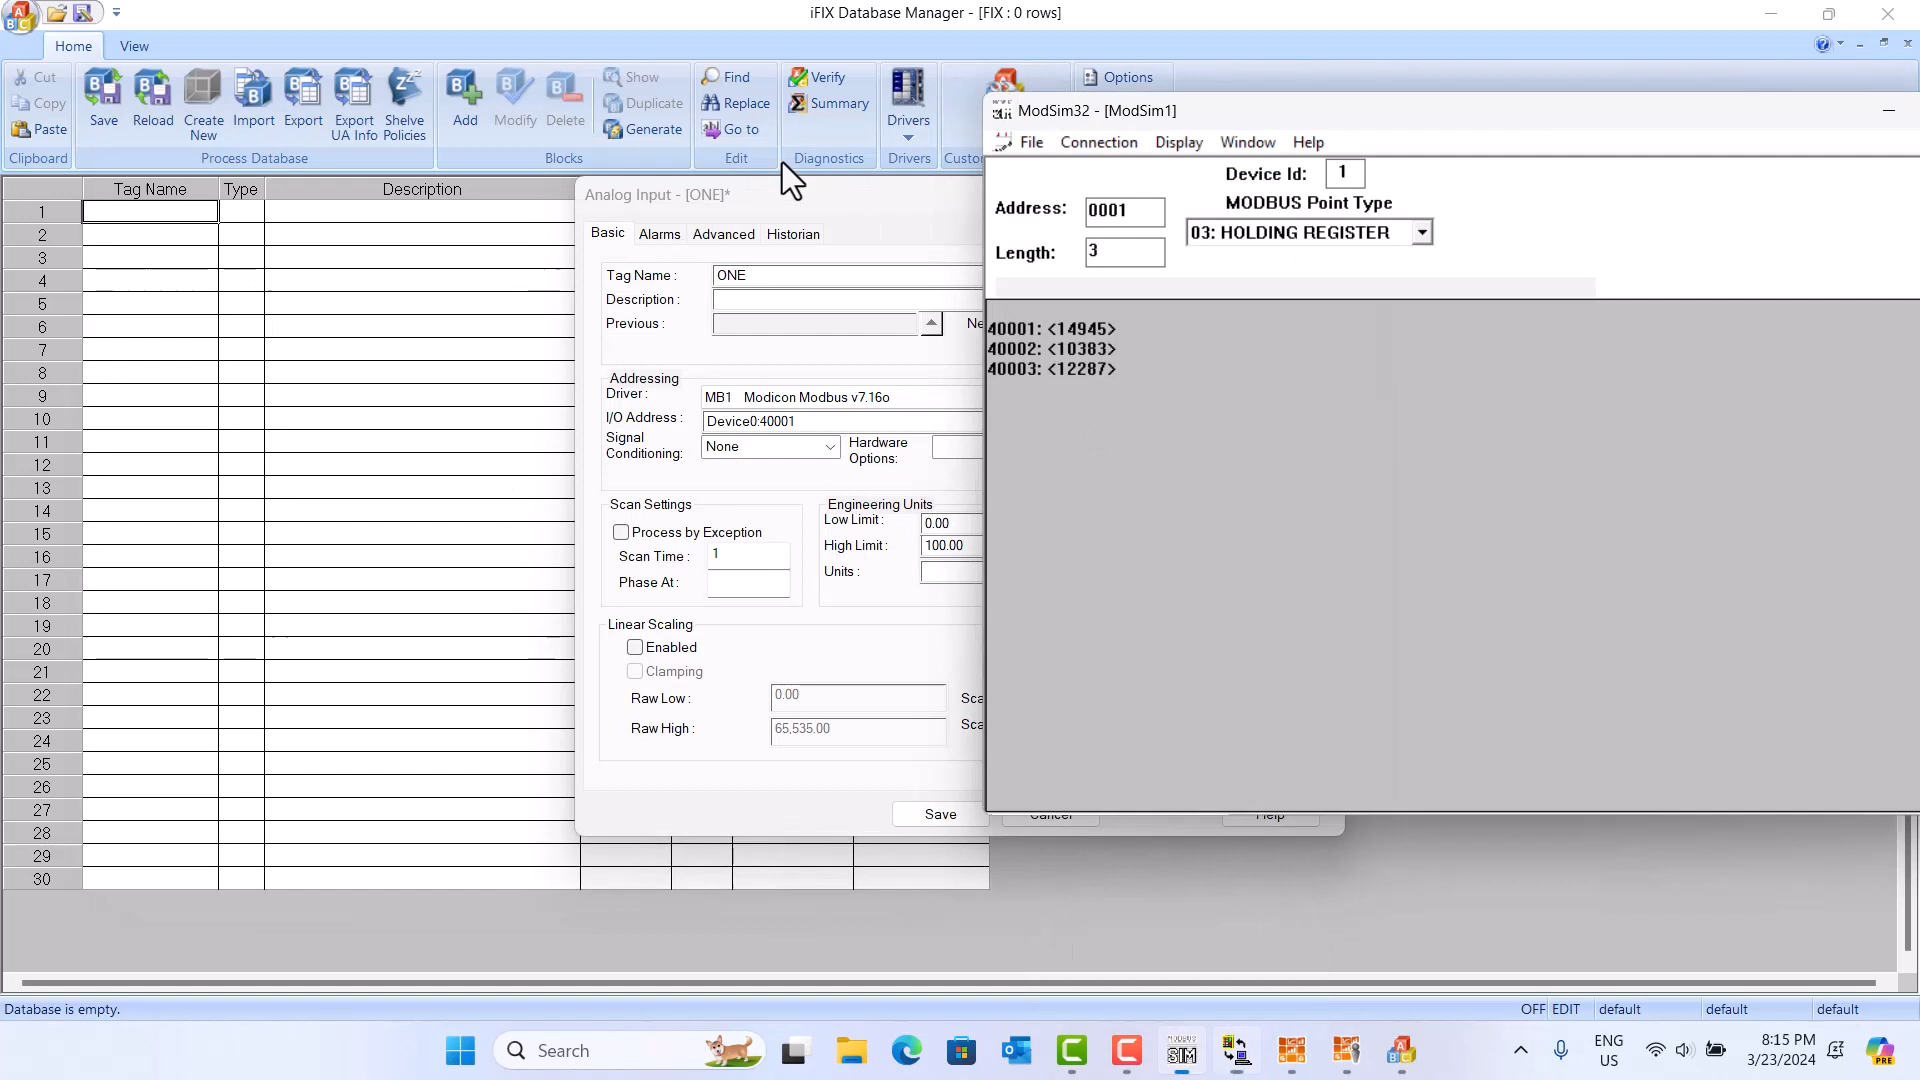 iFIX Database Manager - [FIX : 0 rows]
Home View
Cut
Copy
Paste
Clipboard
Save Reload Create New Import Export Export UA Info Shelve Policies
Process Database
Add Modify Delete
Show
Duplicate
Generate
Blocks
Find
Replace
Go to
Edit
Verify
Summary
Diagnostics
Drivers
Drivers
Options
Tag Name Type Description
1
2
3
4
5
6
7
8
9
10
11
12
13
14
15
16
17
18
19
20
21
22
23
24
25
26
27
28
29
30
Analog Input - [ONE]*
Basic Alarms Advanced Historian
Tag Name : ONE
Description :
Previous : Ne
Addressing
Driver : MB1 Modicon Modbus v7.16o
I/O Address : Device0:40001
Signal Conditioning: None Hardware Options:
Scan Settings
Process by Exception
Scan Time : 1
Phase At :
Engineering Units
Low Limit : 0.00
High Limit : 100.00
Units :
Linear Scaling
Enabled
Clamping
Raw Low : 0.00 Sca
Raw High : 65,535.00 Sca
Save Cancel Help
ModSim32 - [ModSim1]
File Connection Display Window Help
Device Id: 1
Address: 0001
MODBUS Point Type
03: HOLDING REGISTER
Length: 3
40001: <14945>
40002: <10383>
40003: <12287>
Database is empty.
OFF EDIT default default default
Search
MODBUS SIM
ENG US
8:15 PM
3/23/2024
PRE